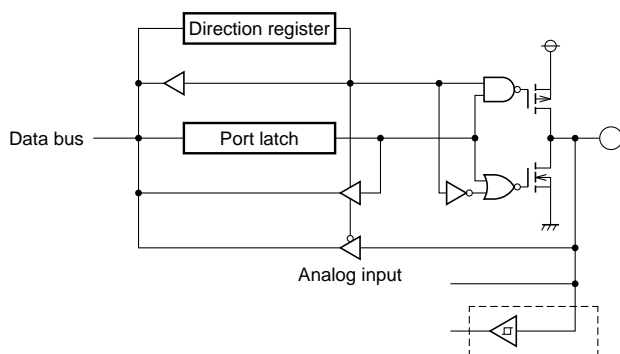 Direction register
Data bus
Port latch
Analog input